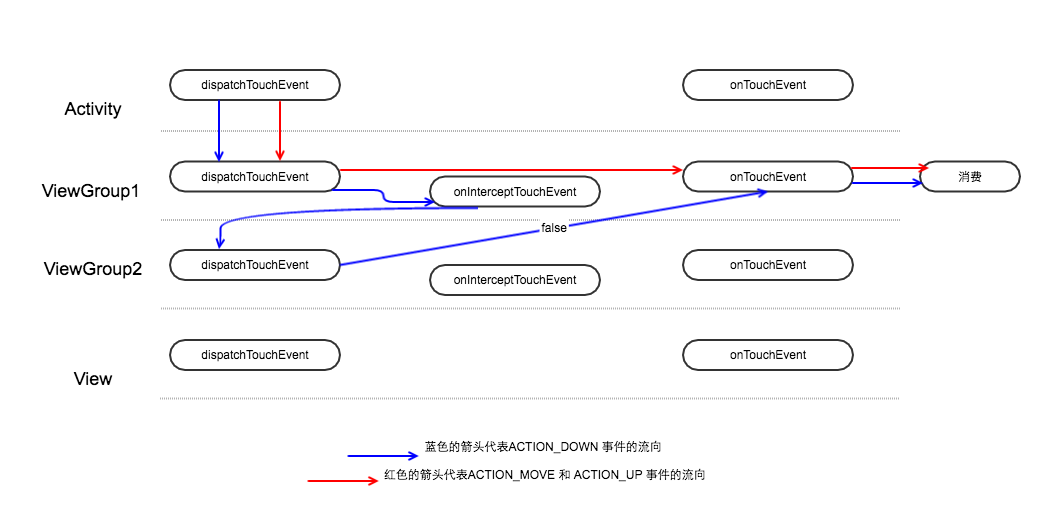 dispatchTouchEvent
onTouchEvent
Activity
ViewGroup1
dispatchTouchEvent
onInterceptTouchEvent
onTouchEvent
消费
false
ViewGroup2
dispatchTouchEvent
onInterceptTouchEvent
onTouchEvent
View
dispatchTouchEvent
onTouchEvent
蓝色的箭头代表ACTION_DOWN 事件的流向
红色的箭头代表ACTION_MOVE 和 ACTION_UP 事件的流向